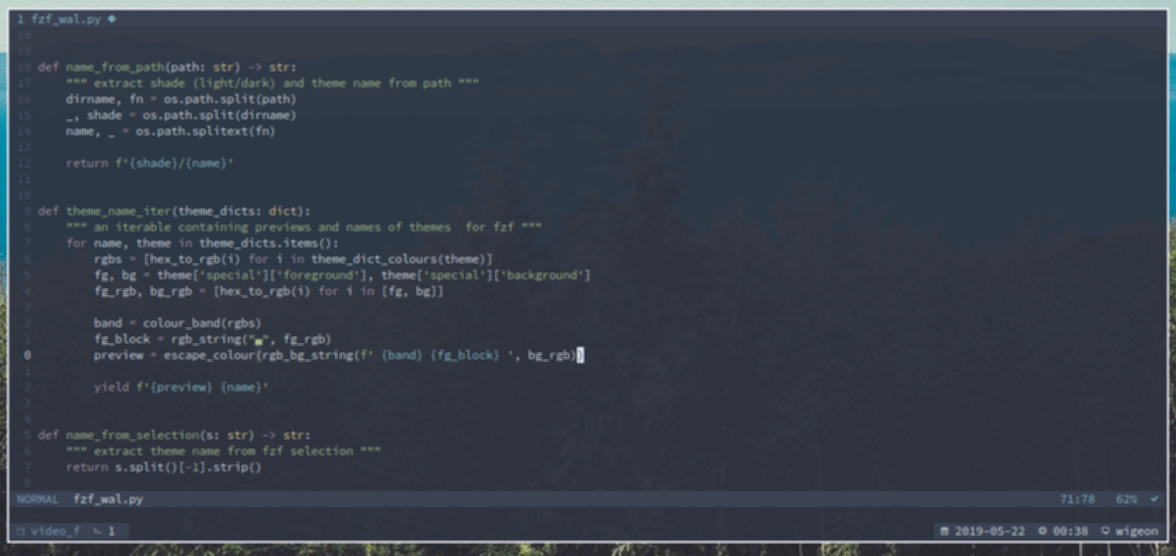 1 fzf_wal.py ◆
20
19
18 def name_from_path(path: str) -> str:
17 """ extract shade (light/dark) and theme name from path """
16 dirname, fn = os.path.split(path)
15 _, shade = os.path.split(dirname)
14 name, _ = os.path.splitext(fn)
13
12 return f'{shade}/{name}'
11
10
9 def theme_name_iter(theme_dicts: dict):
8 """ an iterable containing previews and names of themes  for fzf """
7 for name, theme in theme_dicts.items():
6 rgbs = [hex_to_rgb(i) for i in theme_dict_colours(theme)]
5 fg, bg = theme['special']['foreground'], theme['special']['background']
4 fg_rgb, bg_rgb = [hex_to_rgb(i) for i in [fg, bg]]
3
2 band = colour_band(rgbs)
1 fg_block = rgb_string("▄", fg_rgb)
0 preview = escape_colour(rgb_bg_string(f' {band} {fg_block} ', bg_rgb))
1
2 yield f'{preview} {name}'
3
4
5 def name_from_selection(s: str) -> str:
6 """ extract theme name from fzf selection """
7 return s.split()[-1].strip()
8
NORMAL fzf_wal.py 71:78 62% ✔
video_f 1 2019-05-22 00:38 wigeon